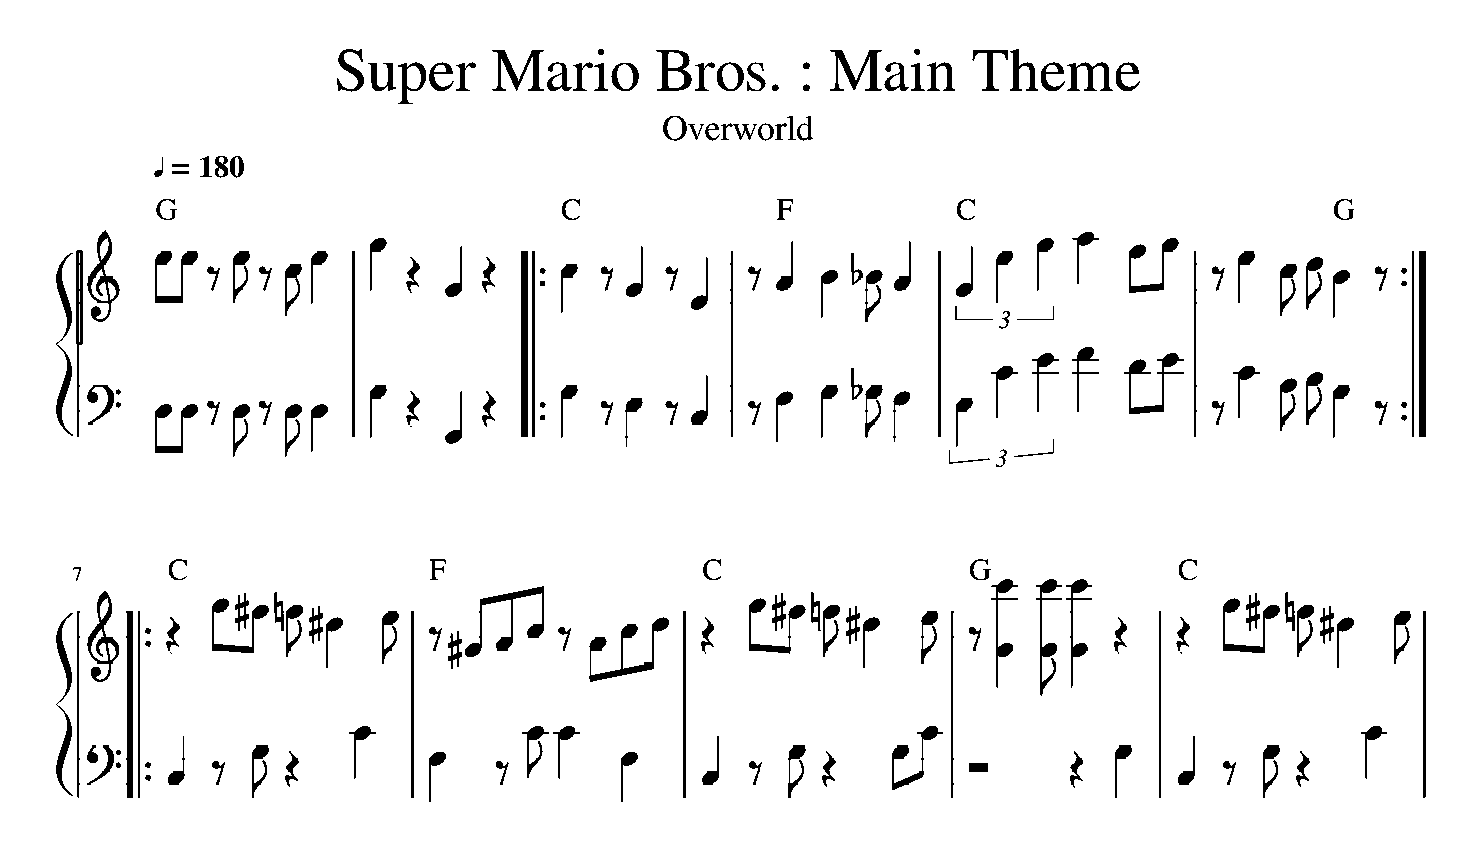 Super Mario Bros. : Main Theme
Overworld
♩ = 180
G C F C G
3
3
7 C F C G C